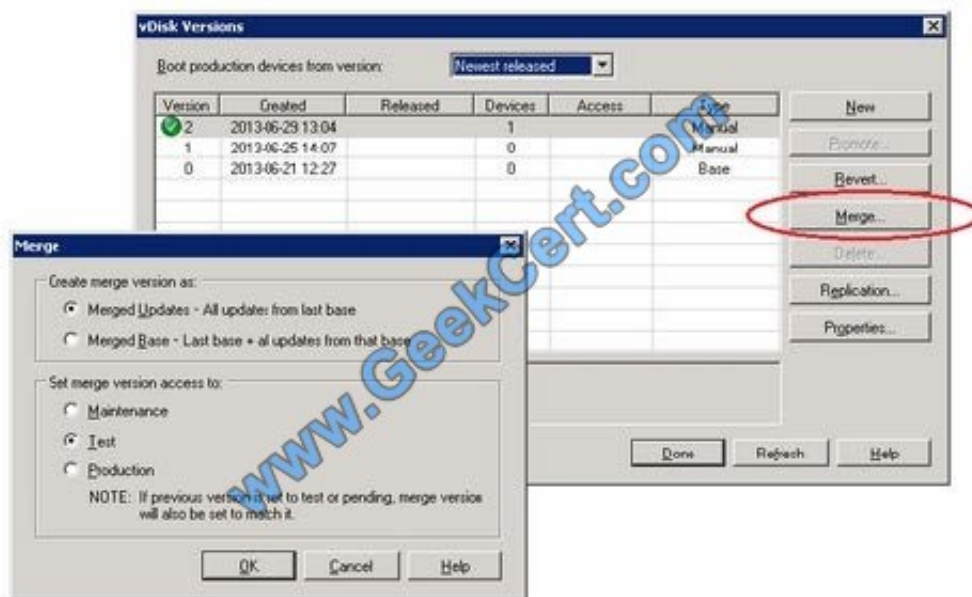 vDisk Versions
Boot production devices from version: Newest released
Version Created Released Devices Access Type
2 2013-06-29 13:04 1 Manual
1 2013-06-25 14:07 0 Manual
0 2013-06-21 12:27 0 Base
New
Promote...
Revert...
Merge...
Delete...
Replication...
Properties...
Done Refresh Help
Merge
Create merge version as:
Merged Updates - All updates from last base
Merged Base - Last base + al updates from that base
Set merge version access to:
Maintenance
Test
Production
NOTE: If previous version is set to test or pending, merge version
will also be set to match it.
OK Cancel Help
www.GeekCert.com